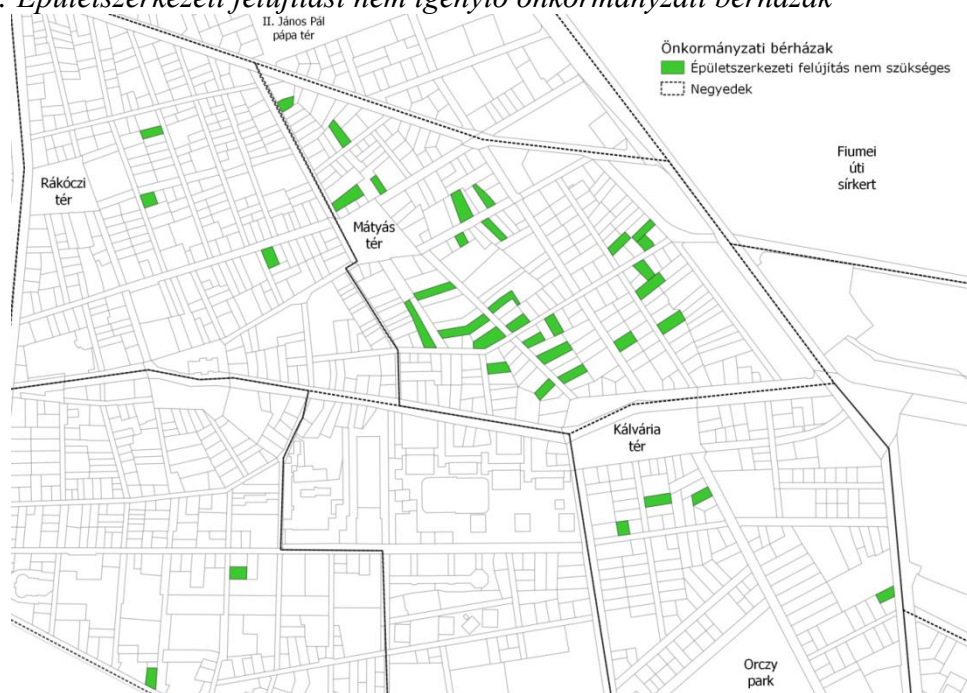 Épületszerkezeti felújítást nem igénylő önkormányzati bérházak
II. János Pál
pápa tér
Önkormányzati bérházak
Épületszerkezeti felújítás nem szükséges
Negyedek
Fiumei
úti
sírkert
Rákóczi
tér
Mátyás
tér
Kálvária
tér
Orczy
park